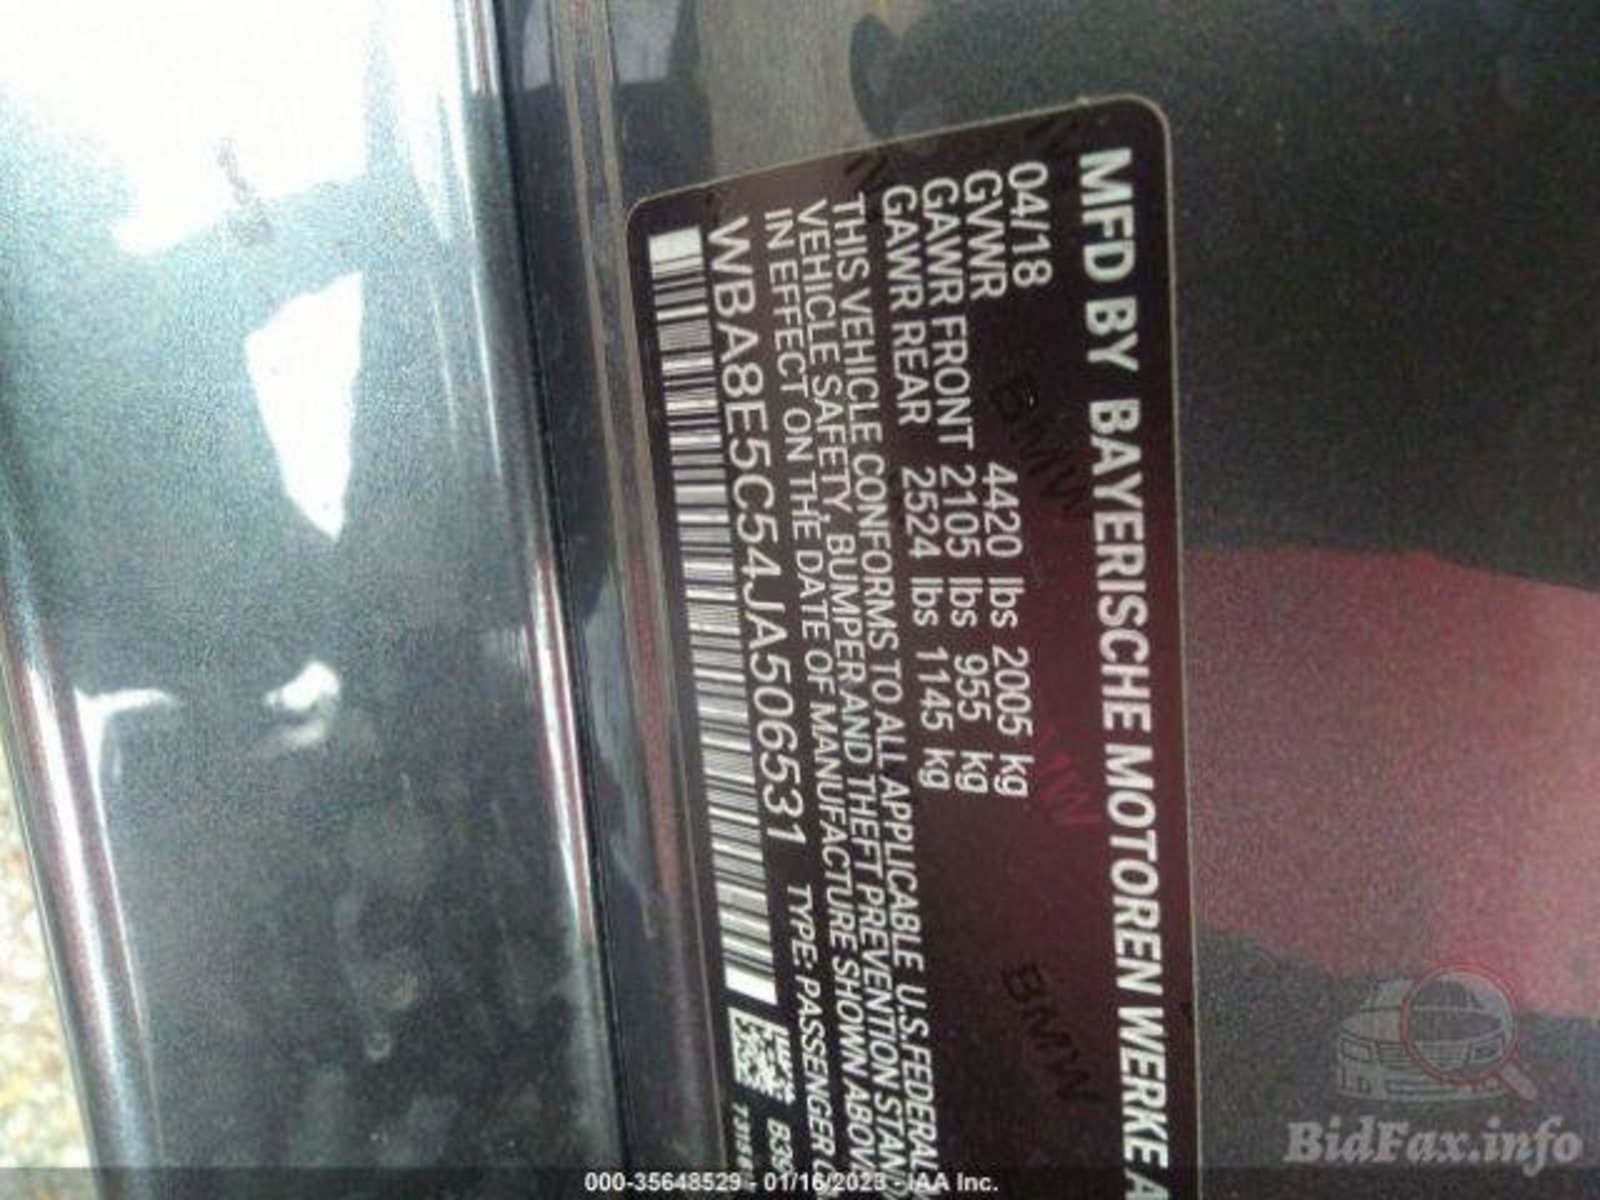 MFD BY BAYERISCHE MOTOREN WERKE A
04/18
GVWR 4420 lbs 2005 kg
GAWR FRONT 2105 lbs 955 kg
GAWR REAR 2524 lbs 1145 kg
THIS VEHICLE CONFORMS TO ALL APPLICABLE U.S.FEDERAL
VEHICLE SAFETY, BUMPER AND THEFT PREVENTION STAN
IN EFFECT ON THE DATE OF MANUFACTURE SHOWN ABOV
WBA8E5C54JA506531 TYPE: PASSENGER
BMW
BMW
BidFax.info
000-35648529 - 01/16/2023 - IAA Inc.